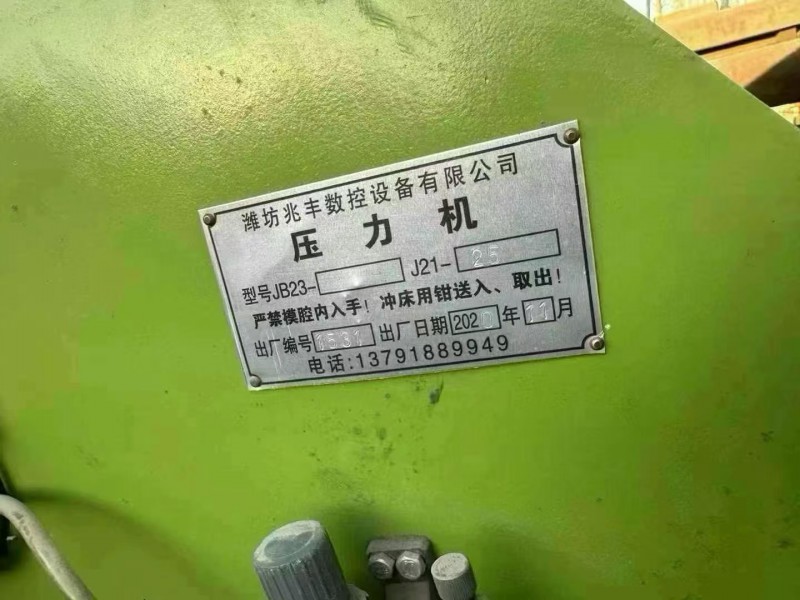 潍坊兆丰数控设备有限公司
压力机
型号JB23- J21-25
严禁模腔内入手！冲床用钳送入、取出！
出厂编号 出厂日期 202 年 11 月
电话:13791889949